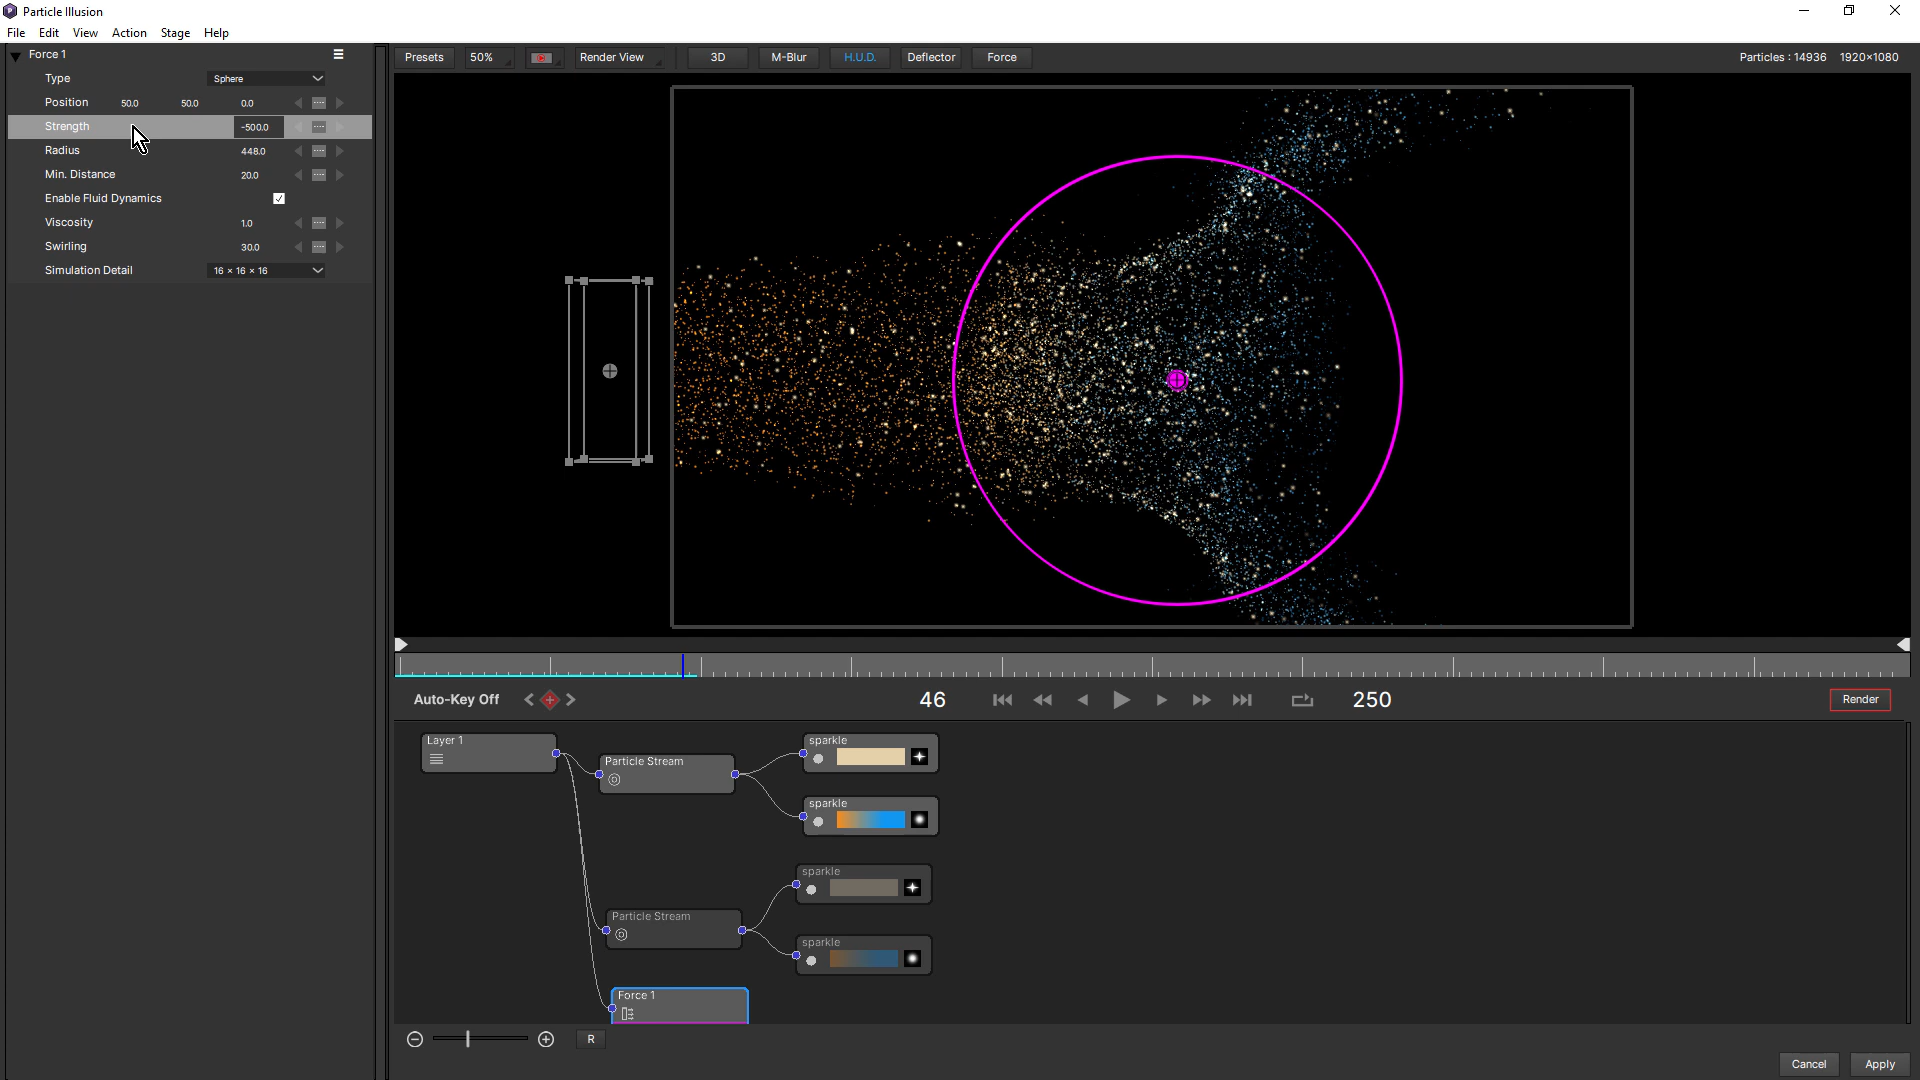 Particle Illusion
File Edit View Action Stage Help
Force 1
Type Sphere
Position 50.0 50.0 0.0
Strength -500.0
Radius 448.0
Min. Distance 20.0
Enable Fluid Dynamics
Viscosity 1.0
Swirling 30.0
Simulation Detail 16 × 16 × 16
Presets 50% Render View 3D M-Blur H.U.D. Deflector Force Particles : 14936 1920×1080
Auto-Key Off 46 250 Render
Layer 1
Particle Stream
sparkle
sparkle
Particle Stream
sparkle
sparkle
Force 1
R
Cancel Apply